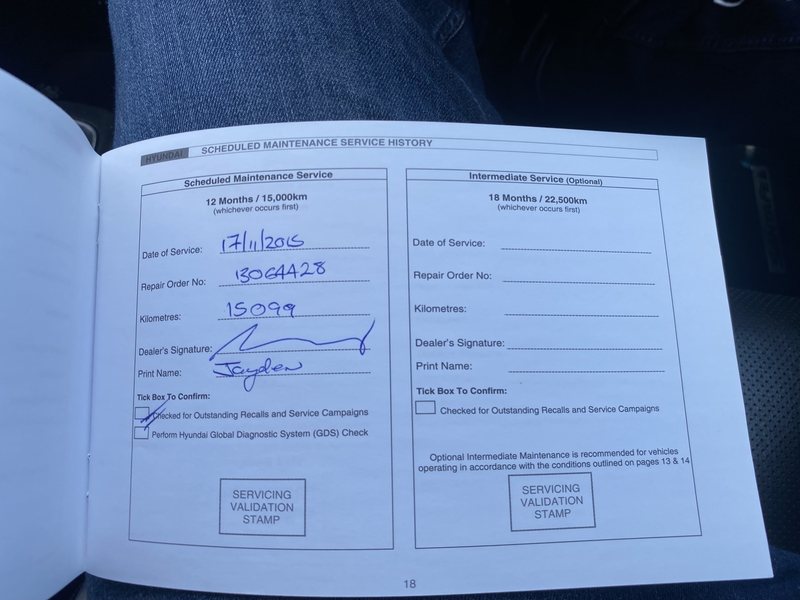 HYUNDAI SCHEDULED MAINTENANCE SERVICE HISTORY
Scheduled Maintenance Service
12 Months / 15,000km
(whichever occurs first)
Date of Service: 17/11/2015
Repair Order No: 13064428
Kilometres: 15099
Dealer's Signature:
Print Name: Jayden
Tick Box To Confirm:
Checked for Outstanding Recalls and Service Campaigns
Perform Hyundai Global Diagnostic System (GDS) Check
SERVICING
VALIDATION
STAMP
Intermediate Service (Optional)
18 Months / 22,500km
(whichever occurs first)
Date of Service:
Repair Order No:
Kilometres:
Dealer's Signature:
Print Name:
Tick Box To Confirm:
Checked for Outstanding Recalls and Service Campaigns
Optional Intermediate Maintenance is recommended for vehicles
operating in accordance with the conditions outlined on pages 13 & 14
SERVICING
VALIDATION
STAMP
18